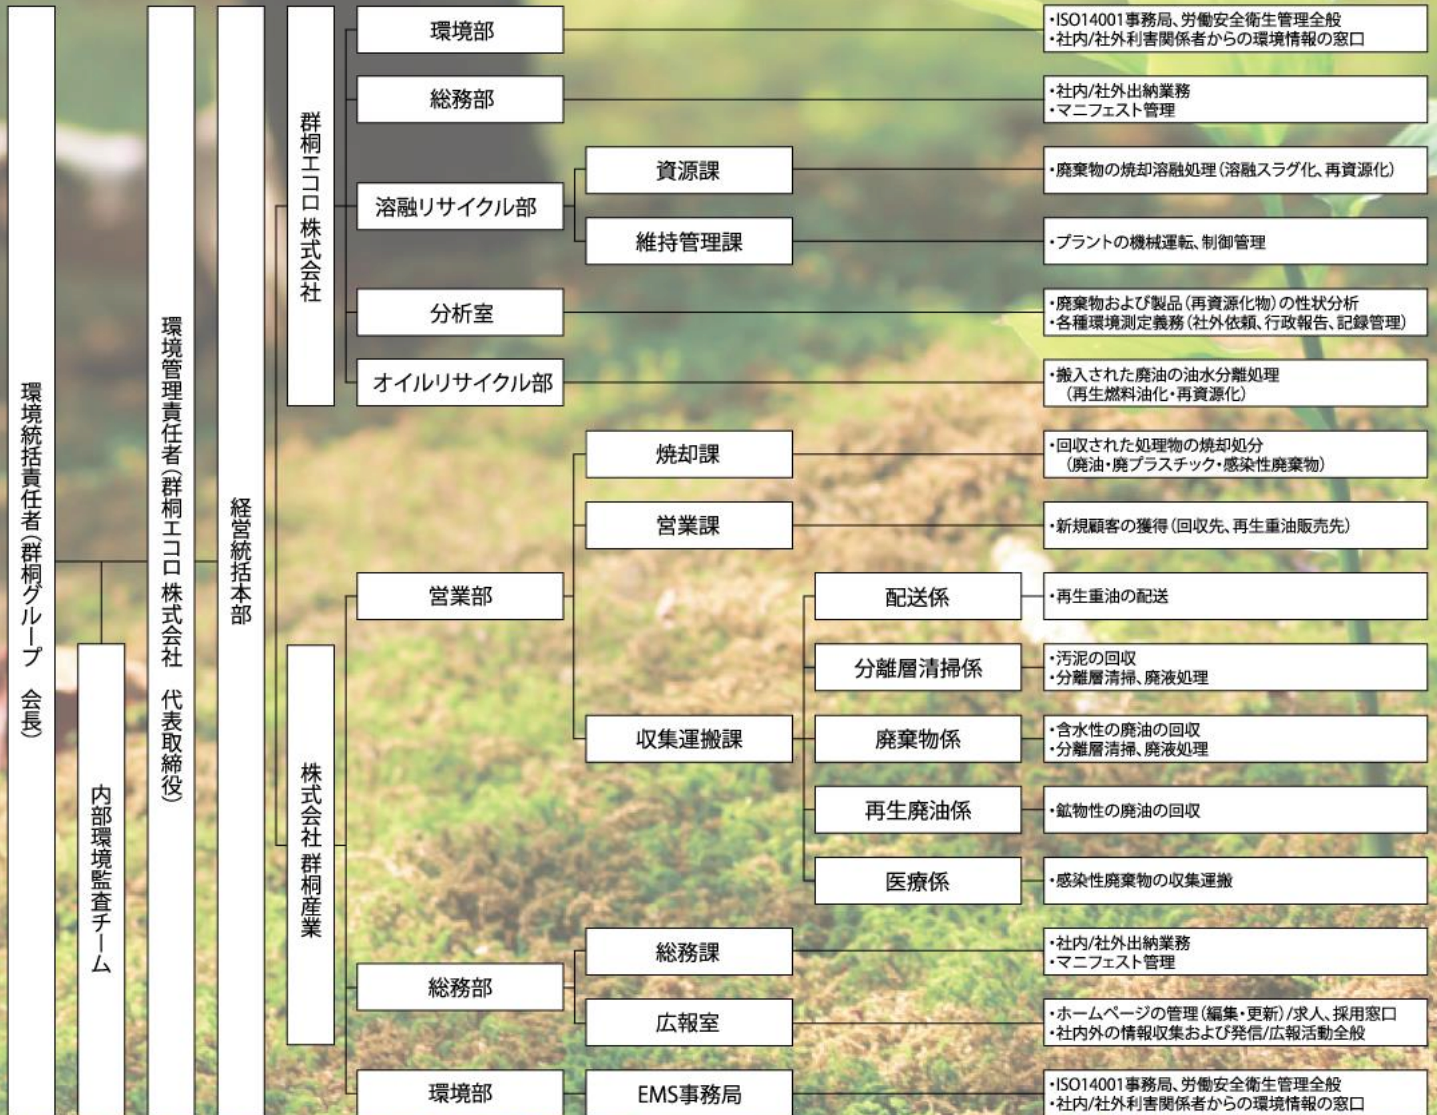 環境統括責任者（群桐グループ　会長）
内部環境監査チーム
環境管理責任者（群桐エコロ 株式会社　代表取締役）
経営統括本部
群桐エコロ 株式会社
環境部
・ISO14001事務局、労働安全衛生管理全般
・社内/社外利害関係者からの環境情報の窓口
総務部
・社内/社外出納業務
・マニフェスト管理
溶融リサイクル部
資源課
・廃棄物の焼却溶融処理（溶融スラグ化、再資源化）
維持管理課
・プラントの機械運転、制御管理
分析室
・廃棄物および製品（再資源化物）の性状分析
・各種環境測定義務（社外依頼、行政報告、記録管理）
オイルリサイクル部
・搬入された廃油の油水分離処理
（再生燃料油化・再資源化）
株式会社 群桐産業
営業部
焼却課
・回収された処理物の焼却処分
（廃油・廃プラスチック・感染性廃棄物）
営業課
・新規顧客の獲得（回収先、再生重油販売先）
収集運搬課
配送係
・再生重油の配送
分離層清掃係
・汚泥の回収
・分離層清掃、廃液処理
廃棄物係
・含水性の廃油の回収
・分離層清掃、廃液処理
再生廃油係
・鉱物性の廃油の回収
医療係
・感染性廃棄物の収集運搬
総務部
総務課
・社内/社外出納業務
・マニフェスト管理
広報室
・ホームページの管理（編集・更新）/求人、採用窓口
・社内外の情報収集および発信/広報活動全般
環境部
EMS事務局
・ISO14001事務局、労働安全衛生管理全般
・社内/社外利害関係者からの環境情報の窓口